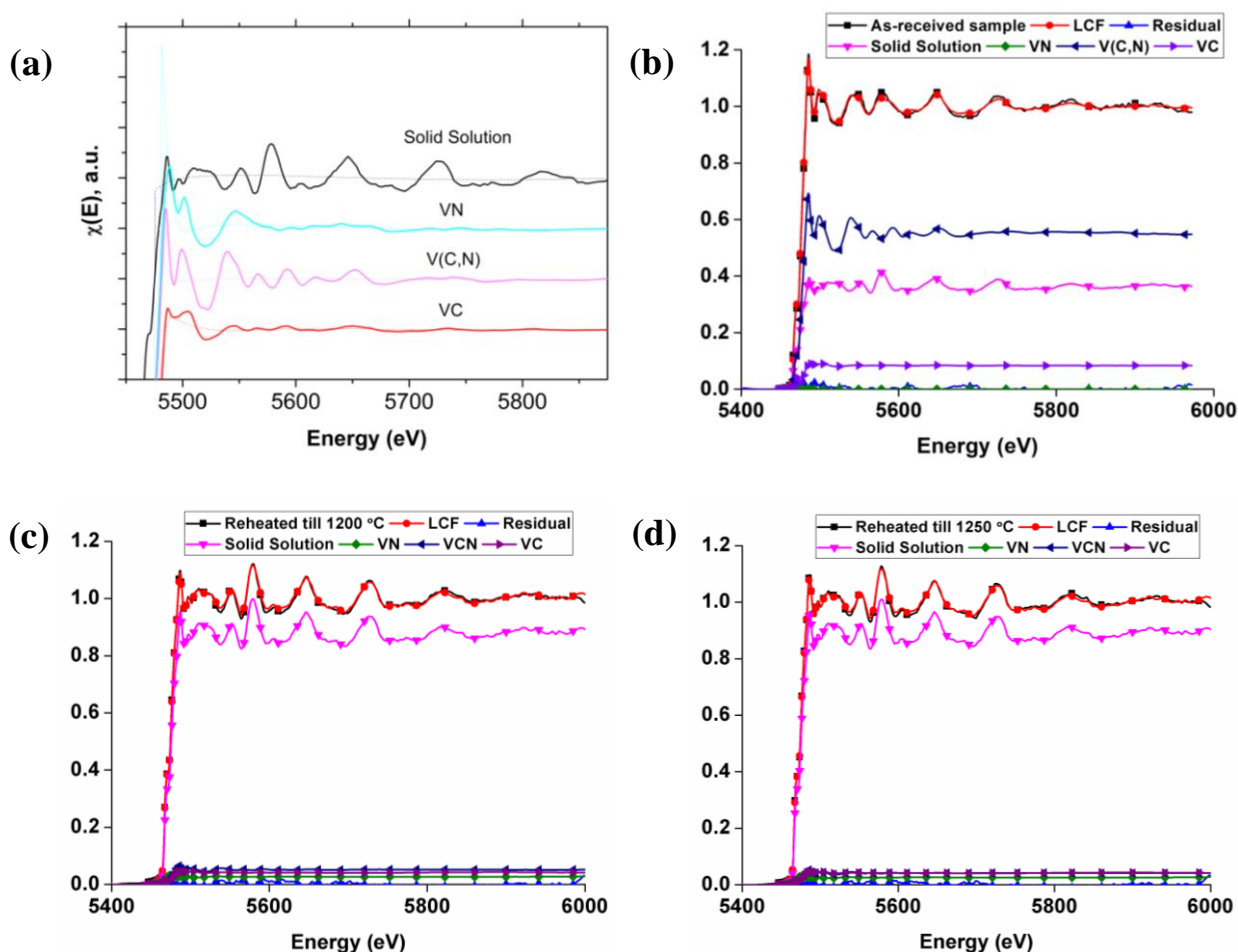 (a)
χ(E), a.u.
Solid Solution
VN
V(C,N)
VC
5500 5600 5700 5800
Energy (eV)
(b)
As-received sample LCF Residual
Solid Solution VN V(C,N) VC
1.2
1.0
0.8
0.6
0.4
0.2
0.0
5400 5600 5800 6000
Energy (eV)
(c)
Reheated till 1200 °C LCF Residual
Solid Solution VN VCN VC
1.2
1.0
0.8
0.6
0.4
0.2
0.0
5400 5600 5800 6000
Energy (eV)
(d)
Reheated till 1250 °C LCF Residual
Solid Solution VN VCN VC
1.2
1.0
0.8
0.6
0.4
0.2
0.0
5400 5600 5800 6000
Energy (eV)